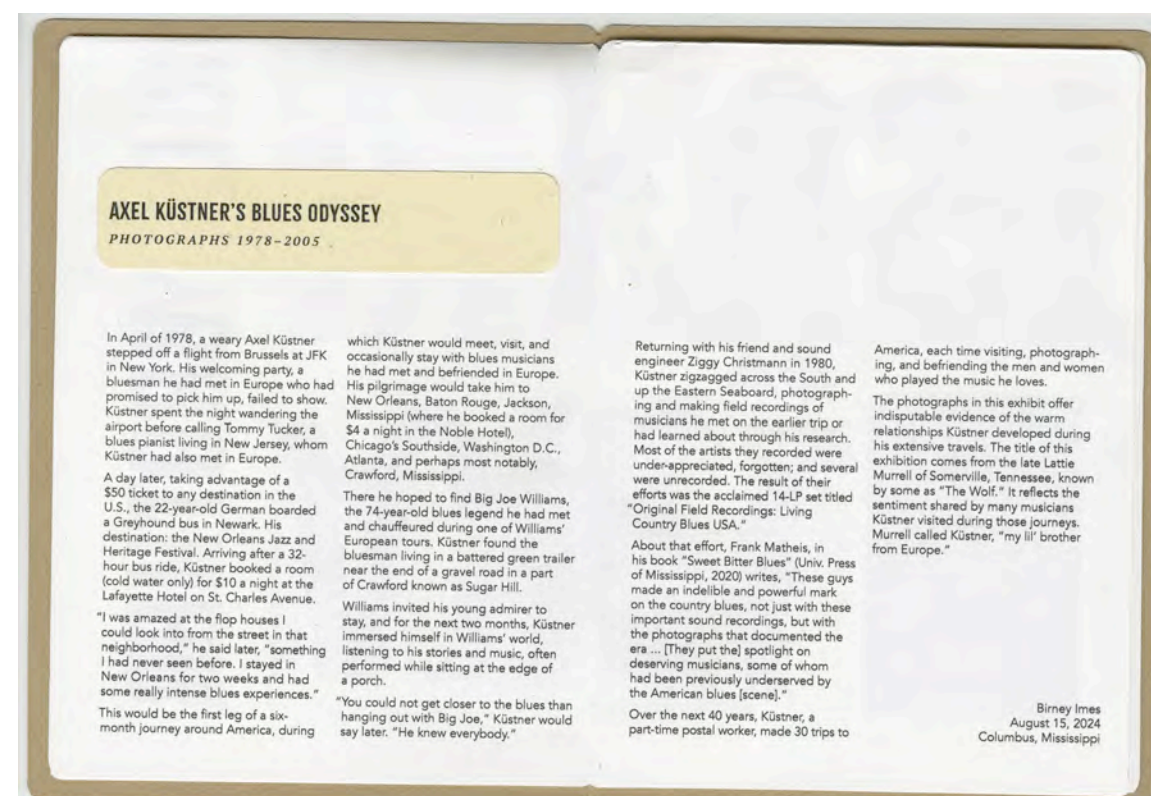 AXEL KÜSTNER'S BLUES ODYSSEY
PHOTOGRAPHS 1978–2005
In April of 1978, a weary Axel Küstner
stepped off a flight from Brussels at JFK
in New York. His welcoming party, a
bluesman he had met in Europe who had
promised to pick him up, failed to show.
Küstner spent the night wandering the
airport before calling Tommy Tucker, a
blues pianist living in New Jersey, whom
Küstner had also met in Europe.
A day later, taking advantage of a
$50 ticket to any destination in the
U.S., the 22-year-old German boarded
a Greyhound bus in Newark. His
destination: the New Orleans Jazz and
Heritage Festival. Arriving after a 32-
hour bus ride, Küstner booked a room
(cold water only) for $10 a night at the
Lafayette Hotel on St. Charles Avenue.
"I was amazed at the flop houses I
could look into from the street in that
neighborhood," he said later, "something
I had never seen before. I stayed in
New Orleans for two weeks and had
some really intense blues experiences."
This would be the first leg of a six-
month journey around America, during
which Küstner would meet, visit, and
occasionally stay with blues musicians
he had met and befriended in Europe.
His pilgrimage would take him to
New Orleans, Baton Rouge, Jackson,
Mississippi (where he booked a room for
$4 a night in the Noble Hotel),
Chicago's Southside, Washington D.C.,
Atlanta, and perhaps most notably,
Crawford, Mississippi.
There he hoped to find Big Joe Williams,
the 74-year-old blues legend he had met
and chauffeured during one of Williams'
European tours. Küstner found the
bluesman living in a battered green trailer
near the end of a gravel road in a part
of Crawford known as Sugar Hill.
Williams invited his young admirer to
stay, and for the next two months, Küstner
immersed himself in Williams' world,
listening to his stories and music, often
performed while sitting at the edge of
a porch.
"You could not get closer to the blues than
hanging out with Big Joe," Küstner would
say later. "He knew everybody."
Returning with his friend and sound
engineer Ziggy Christmann in 1980,
Küstner zigzagged across the South and
up the Eastern Seaboard, photograph-
ing and making field recordings of
musicians he met on the earlier trip or
had learned about through his research.
Most of the artists they recorded were
under-appreciated, forgotten; and several
were unrecorded. The result of their
efforts was the acclaimed 14-LP set titled
"Original Field Recordings: Living
Country Blues USA."
About that effort, Frank Matheis, in
his book "Sweet Bitter Blues" (Univ. Press
of Mississippi, 2020) writes, "These guys
made an indelible and powerful mark
on the country blues, not just with these
important sound recordings, but with
the photographs that documented the
era ... [They put the] spotlight on
deserving musicians, some of whom
had been previously underserved by
the American blues [scene]."
Over the next 40 years, Küstner, a
part-time postal worker, made 30 trips to
America, each time visiting, photograph-
ing, and befriending the men and women
who played the music he loves.
The photographs in this exhibit offer
indisputable evidence of the warm
relationships Küstner developed during
his extensive travels. The title of this
exhibition comes from the late Lattie
Murrell of Somerville, Tennessee, known
by some as "The Wolf." It reflects the
sentiment shared by many musicians
Küstner visited during those journeys.
Murrell called Küstner, "my lil' brother
from Europe."
Birney Imes
August 15, 2024
Columbus, Mississippi